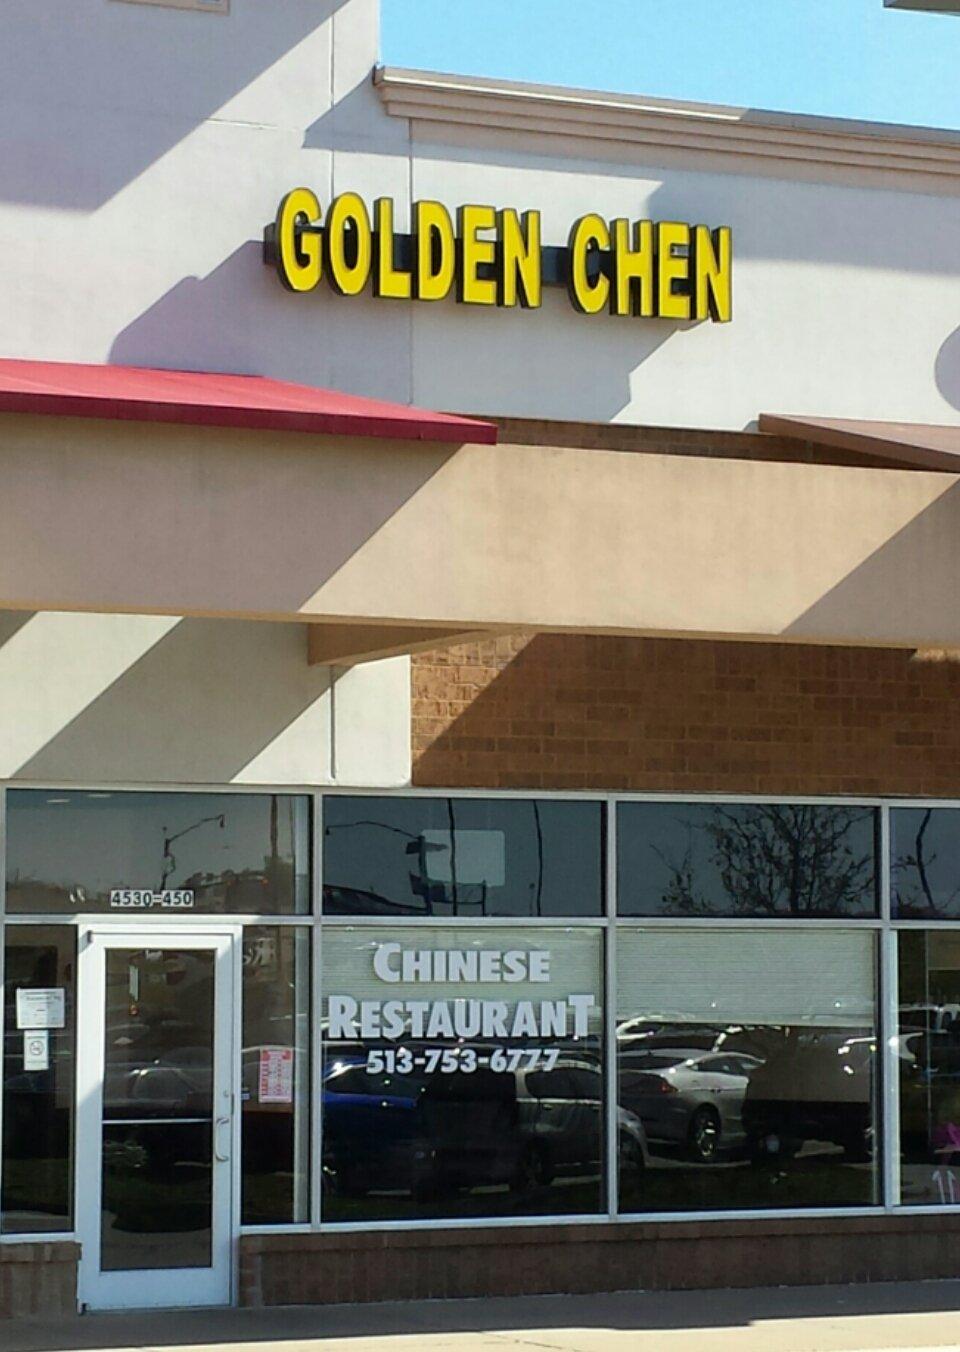 GOLDEN CHEN
4530-450
CHINESE
RESTAURANT
513-753-6777